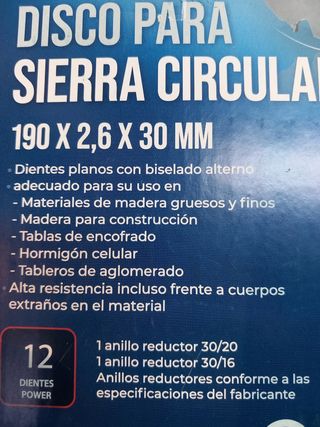 DISCO PARA
SIERRA CIRCULAR
190 X 2,6 X 30 MM
· Dientes planos con biselado alterno
· adecuado para su uso en
- Materiales de madera gruesos y finos
- Madera para construcción
- Tablas de encofrado
- Hormigón celular
- Tableros de aglomerado
· Alta resistencia incluso frente a cuerpos
extraños en el material
12
DIENTES
POWER
1 anillo reductor 30/20
1 anillo reductor 30/16
Anillos reductores conforme a las
especificaciones del fabricante